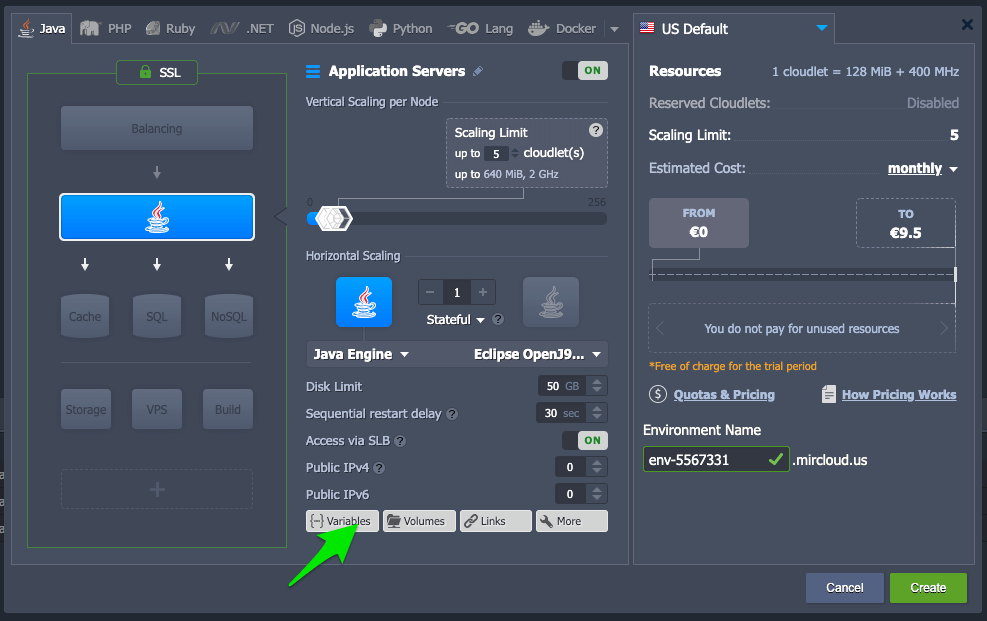 Java
PHP
Ruby
.NET
Node.js
Python
GO Lang
Docker
US Default
SSL
Balancing
Cache
SQL
NoSQL
Storage
VPS
Build
Application Servers
ON
Vertical Scaling per Node
Scaling Limit ?
up to 5 cloudlet(s)
up to 640 MiB, 2 GHz
0 256
Horizontal Scaling
1
Stateful ?
Java Engine Eclipse OpenJ9...
Disk Limit 50 GB
Sequential restart delay ? 30 sec
Access via SLB ? ON
Public IPv4 ? 0
Public IPv6 0
Variables Volumes Links More
Resources 1 cloudlet = 128 MiB + 400 MHz
Reserved Cloudlets: Disabled
Scaling Limit: 5
Estimated Cost: monthly
FROM
€0
TO
€9.5
You do not pay for unused resources
*Free of charge for the trial period
$ Quotas & Pricing How Pricing Works
Environment Name
env-5567331 .mircloud.us
Cancel Create